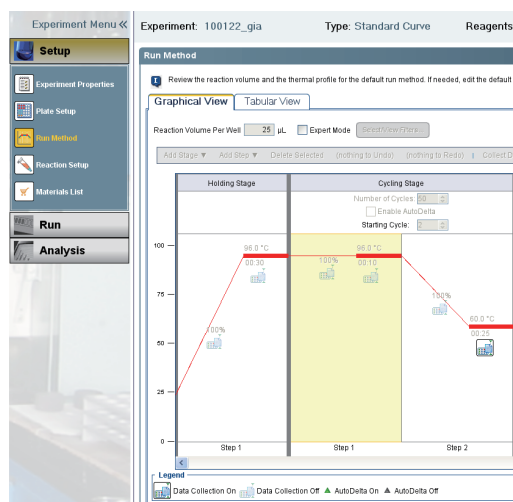 Experiment Menu «
Experiment: 100122_gia Type: Standard Curve Reagents
Setup
Run Method
Review the reaction volume and the thermal profile for the default run method. If needed, edit the default
Experiment Properties
Graphical View Tabular View
Plate Setup
Reaction Volume Per Well 25 µL Expert Mode Select/View Filters...
Run Method
Add Stage ▼ Add Step ▼ Delete Selected (nothing to Undo) (nothing to Redo) Collect D
Reaction Setup
Materials List
Holding Stage Cycling Stage
Number of Cycles: 50
Enable AutoDelta
Starting Cycle: 2
Run
Analysis
100
96.0 °C 96.0 °C
00:30 100% 00:10
75
100%
60.0 °C
100% 00:25
50
25
0
Step 1 Step 1 Step 2
Legend
Data Collection On Data Collection Off AutoDelta On AutoDelta Off